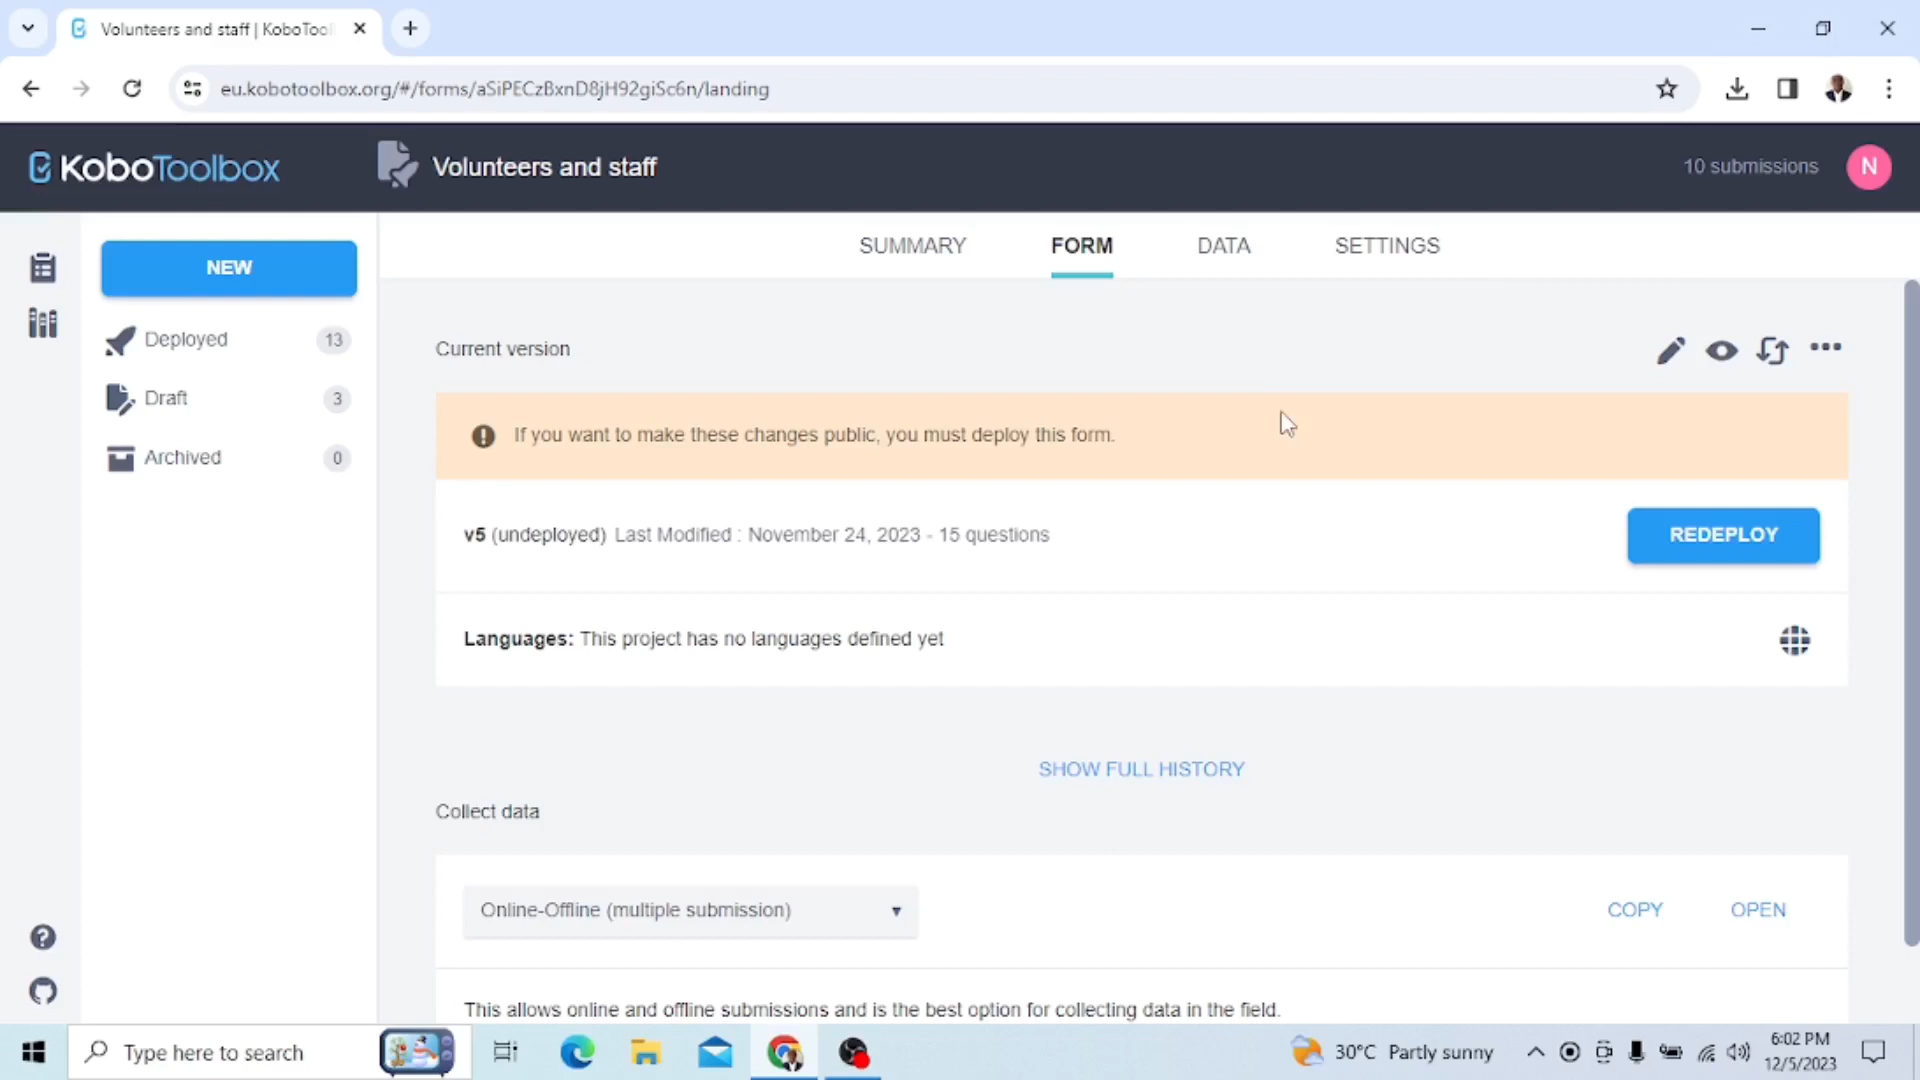 Volunteers and staff | KoboTool
eu.kobotoolbox.org/#/forms/aSiPECzBxnD8jH92giSc6n/landing
KoboToolbox
Volunteers and staff
10 submissions
N
NEW
Deployed 13
Draft 3
Archived 0
SUMMARY FORM DATA SETTINGS
Current version
If you want to make these changes public, you must deploy this form.
v5 (undeployed) Last Modified : November 24, 2023 - 15 questions
REDEPLOY
Languages: This project has no languages defined yet
SHOW FULL HISTORY
Collect data
Online-Offline (multiple submission)
COPY OPEN
This allows online and offline submissions and is the best option for collecting data in the field.
Type here to search
30°C Partly sunny
6:02 PM
12/5/2023